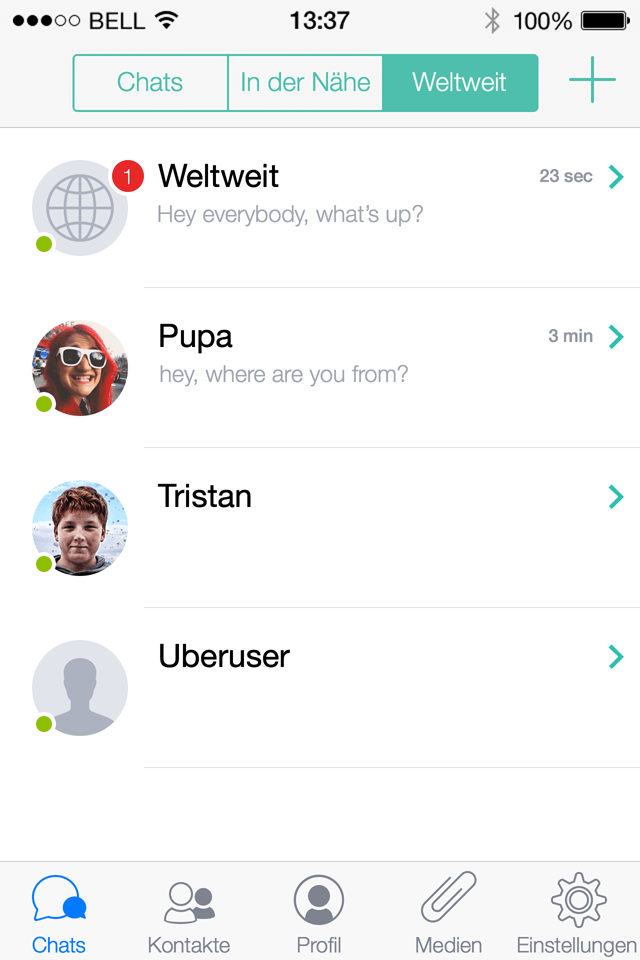 BELL 13:37 100%
Chats In der Nähe Weltweit
1 Weltweit 23 sec
Hey everybody, what's up?
Pupa 3 min
hey, where are you from?
Tristan
Uberuser
Chats Kontakte Profil Medien Einstellungen